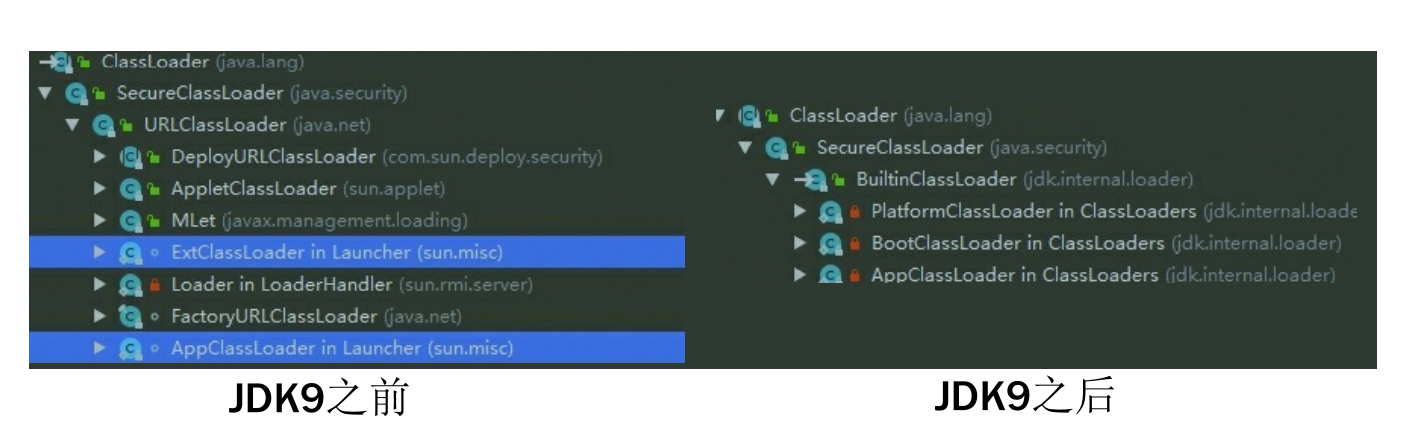 ClassLoader (java.lang)
SecureClassLoader (java.security)
URLClassLoader (java.net)
DeployURLClassLoader (com.sun.deploy.security)
AppletClassLoader (sun.applet)
MLet (javax.management.loading)
ExtClassLoader in Launcher (sun.misc)
Loader in LoaderHandler (sun.rmi.server)
FactoryURLClassLoader (java.net)
AppClassLoader in Launcher (sun.misc)
JDK9之前
ClassLoader (java.lang)
SecureClassLoader (java.security)
BuiltinClassLoader (jdk.internal.loader)
PlatformClassLoader in ClassLoaders (jdk.internal.loade
BootClassLoader in ClassLoaders (jdk.internal.loader)
AppClassLoader in ClassLoaders (jdk.internal.loader)
JDK9之后